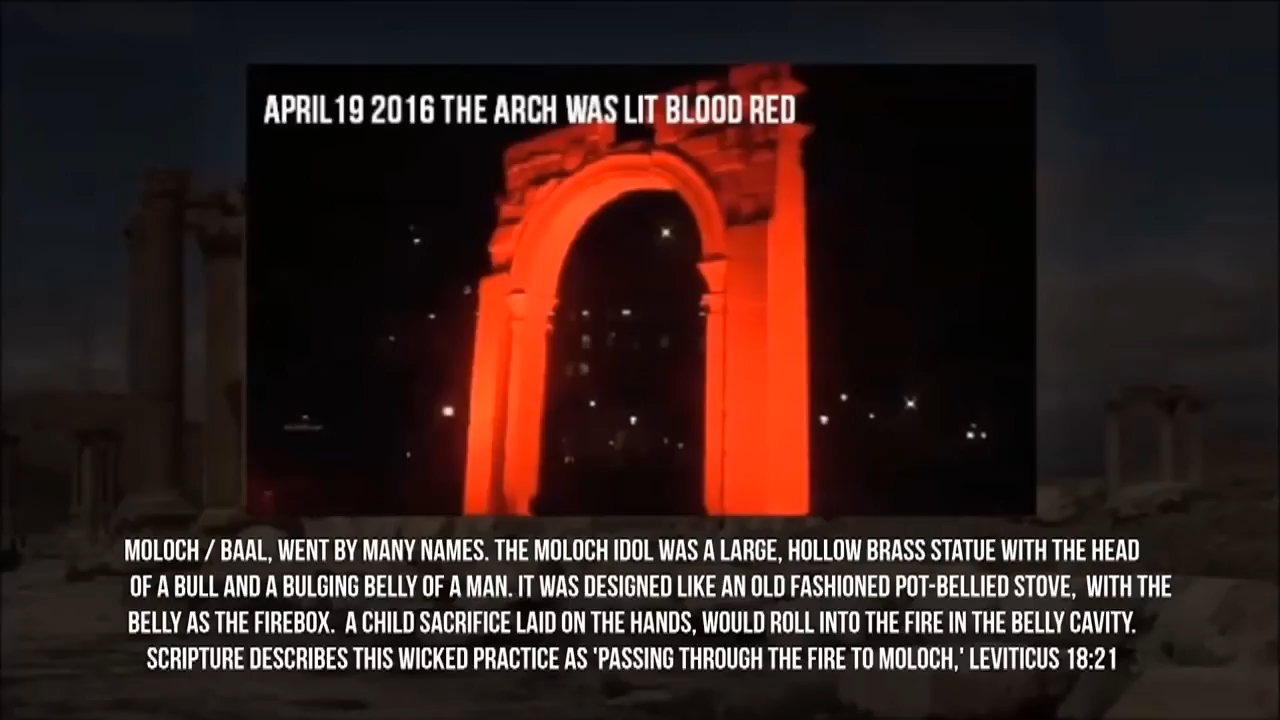 APRIL19 2016 THE ARCH WAS LIT BLOOD RED
MOLOCH / BAAL, WENT BY MANY NAMES. THE MOLOCH IDOL WAS A LARGE, HOLLOW BRASS STATUE WITH THE HEAD
OF A BULL AND A BULGING BELLY OF A MAN. IT WAS DESIGNED LIKE AN OLD FASHIONED POT-BELLIED STOVE, WITH THE
BELLY AS THE FIREBOX. A CHILD SACRIFICE LAID ON THE HANDS, WOULD ROLL INTO THE FIRE IN THE BELLY CAVITY.
SCRIPTURE DESCRIBES THIS WICKED PRACTICE AS 'PASSING THROUGH THE FIRE TO MOLOCH,' LEVITICUS 18:21